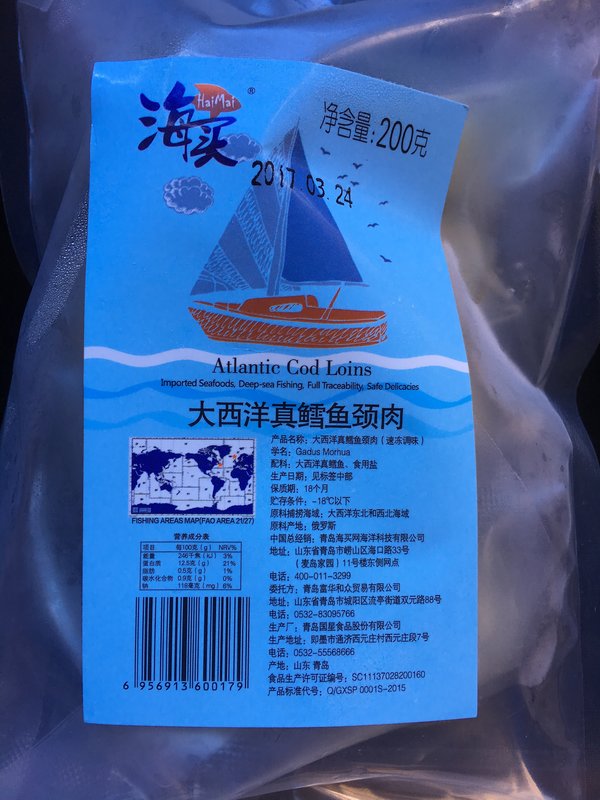 HaiMai
®
海买
净含量:200克
2017 03 24
Atlantic Cod Loins
Imported Seafoods, Deep-sea Fishing, Full Traceability, Safe Delicacies
大西洋真鳕鱼颈肉
产品名称：大西洋真鳕鱼颈肉（速冻调味）
学名：Gadus Morhua
配料：大西洋真鳕鱼、食用盐
生产日期：见标签中部
保质期：18个月
贮存条件：-18℃以下
原料捕捞海域：大西洋东北和西北海域
原料产地：俄罗斯
中国总经销：青岛海买网海洋科技有限公司
地址：山东省青岛市崂山区海口路33号
（麦岛家园）11号楼东侧网点
电话：400-011-3299
委托方：青岛富华和众贸易有限公司
地址：山东省青岛市城阳区流亭街道双元路88号
电话：0532-83095766
生产厂：青岛国星食品股份有限公司
生产地址：即墨市通济西元庄村西元庄段7号
电话：0532-55568666
产地：山东 青岛
食品生产许可证编号：SC11137028200160
产品标准代号：Q/GXSP 0001S-2015
FISHING AREAS MAP(FAO AREA 21/27)
营养成分表
项目 每100克（g） NRV%
能量 246千焦（kJ） 3%
蛋白质 12.5克（g） 21%
脂肪 0.5克（g） 1%
碳水化合物 0.9克（g） 0%
钠 118毫克（mg） 6%
6 956913 600179